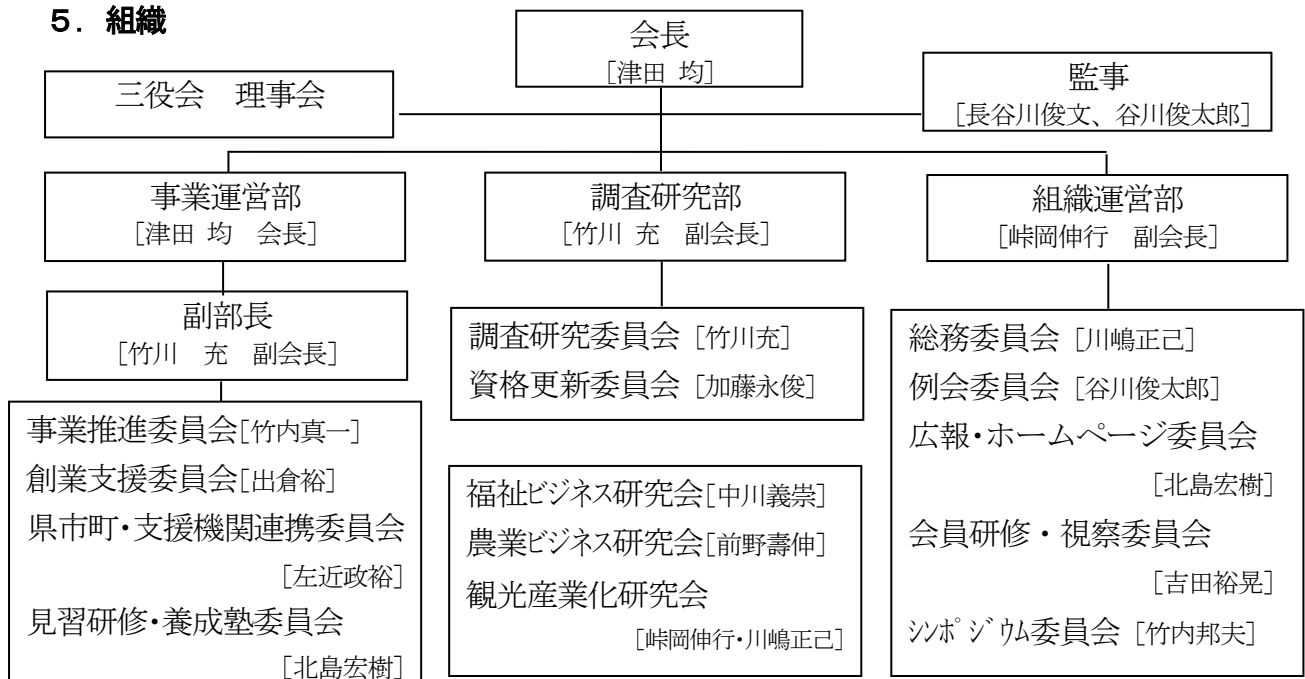 ５．組織
会長
[津田 均]
三役会　理事会
監事
[長谷川俊文、谷川俊太郎]
事業運営部
[津田 均　会長]
調査研究部
[竹川 充　副会長]
組織運営部
[峠岡伸行　副会長]
副部長
[竹川　充　副会長]
事業推進委員会[竹内真一]
創業支援委員会[出倉裕]
県市町・支援機関連携委員会
[左近政裕]
見習研修・養成塾委員会
[北島宏樹]
調査研究委員会 [竹川充]
資格更新委員会 [加藤永俊]
福祉ビジネス研究会[中川義崇]
農業ビジネス研究会[前野壽伸]
観光産業化研究会
[峠岡伸行・川嶋正己]
総務委員会 [川嶋正己]
例会委員会 [谷川俊太郎]
広報・ホームページ委員会
[北島宏樹]
会員研修・視察委員会
[吉田裕晃]
ｼﾝﾎﾟｼﾞｳﾑ委員会 [竹内邦夫]